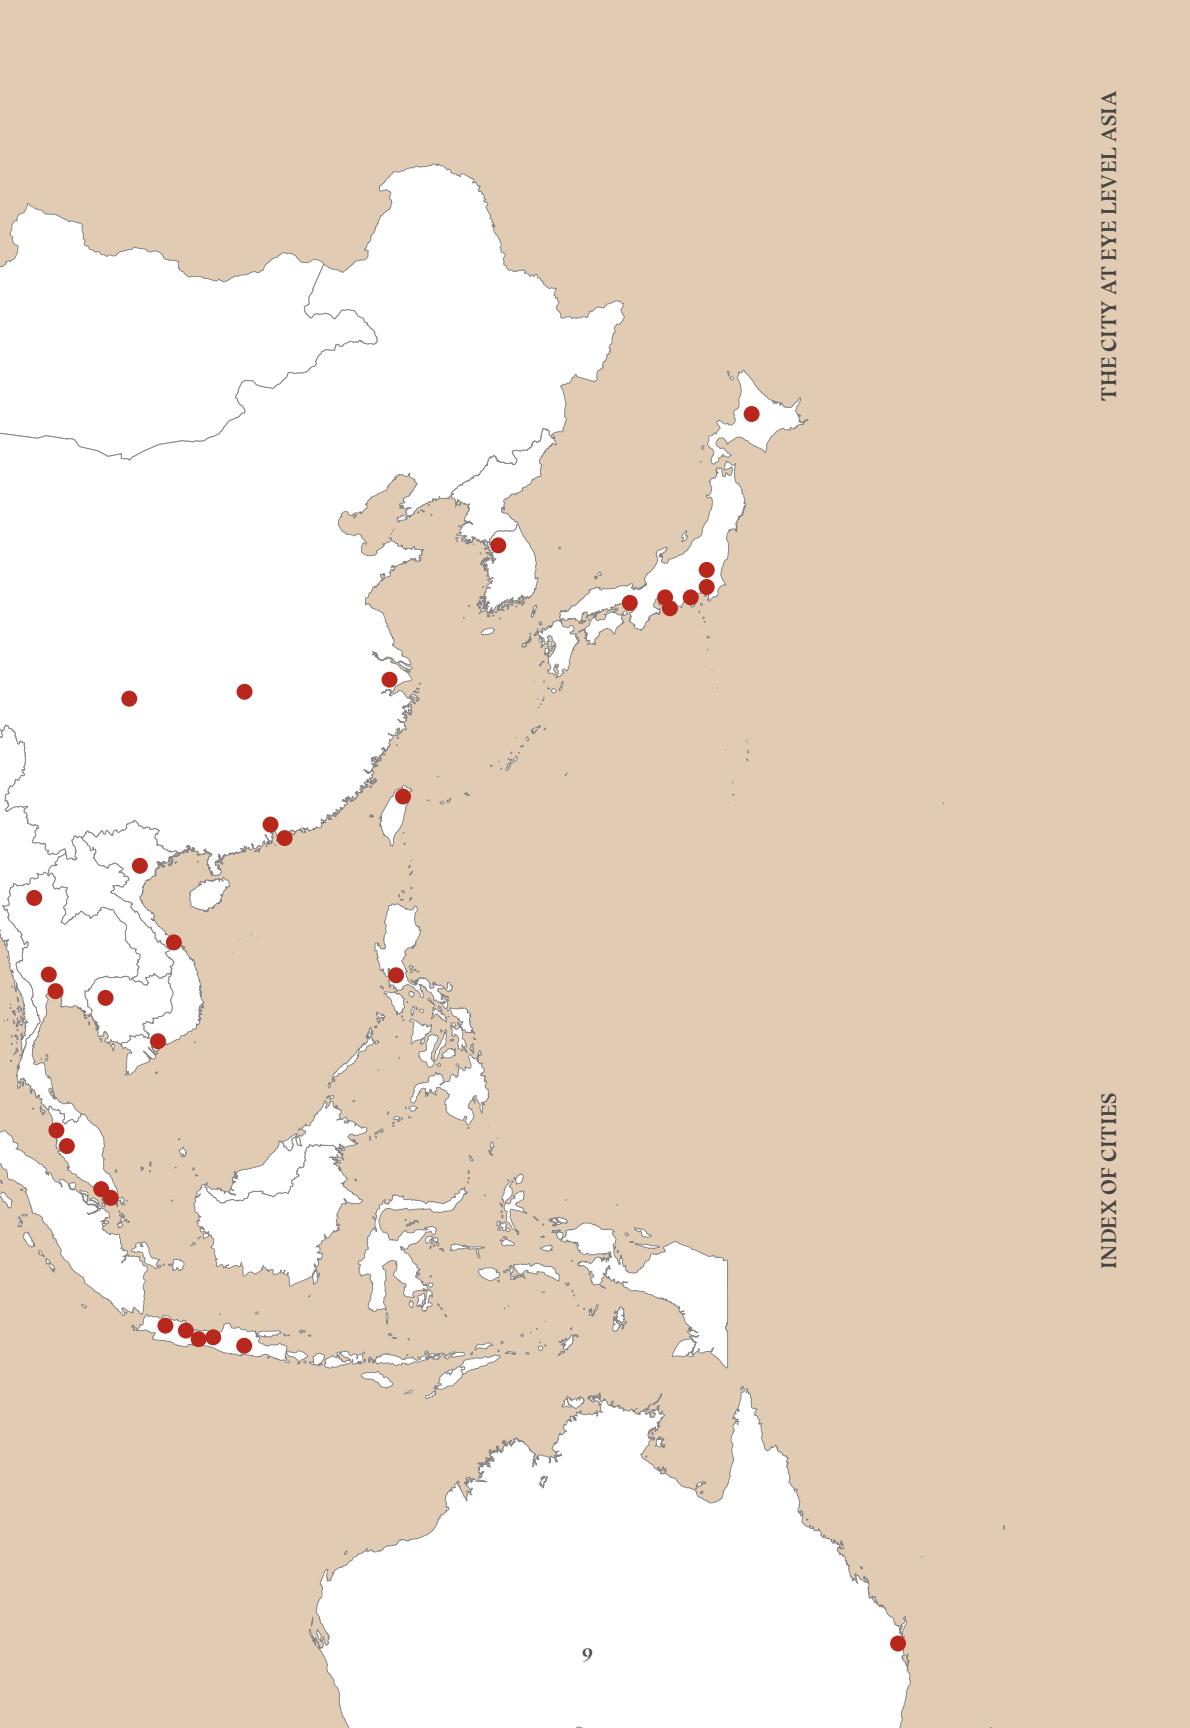 THE CITY AT EYE LEVEL ASIA
INDEX OF CITIES
9